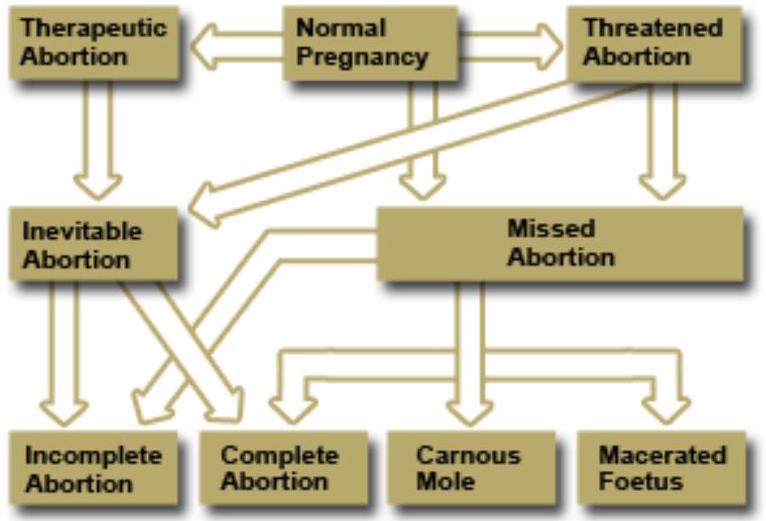 Therapeutic
Abortion
Normal
Pregnancy
Threatened
Abortion
Inevitable
Abortion
Missed
Abortion
Incomplete
Abortion
Complete
Abortion
Carnous
Mole
Macerated
Foetus